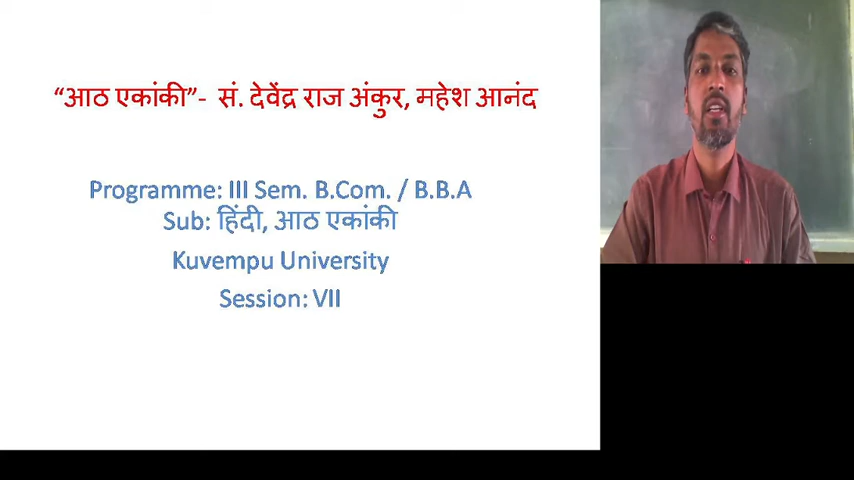 “आठ एकांकी”- सं. देवेंद्र राज अंकुर, महेश आनंद
Programme: III Sem. B.Com. / B.B.A
Sub: हिंदी, आठ एकांकी
Kuvempu University
Session: VII